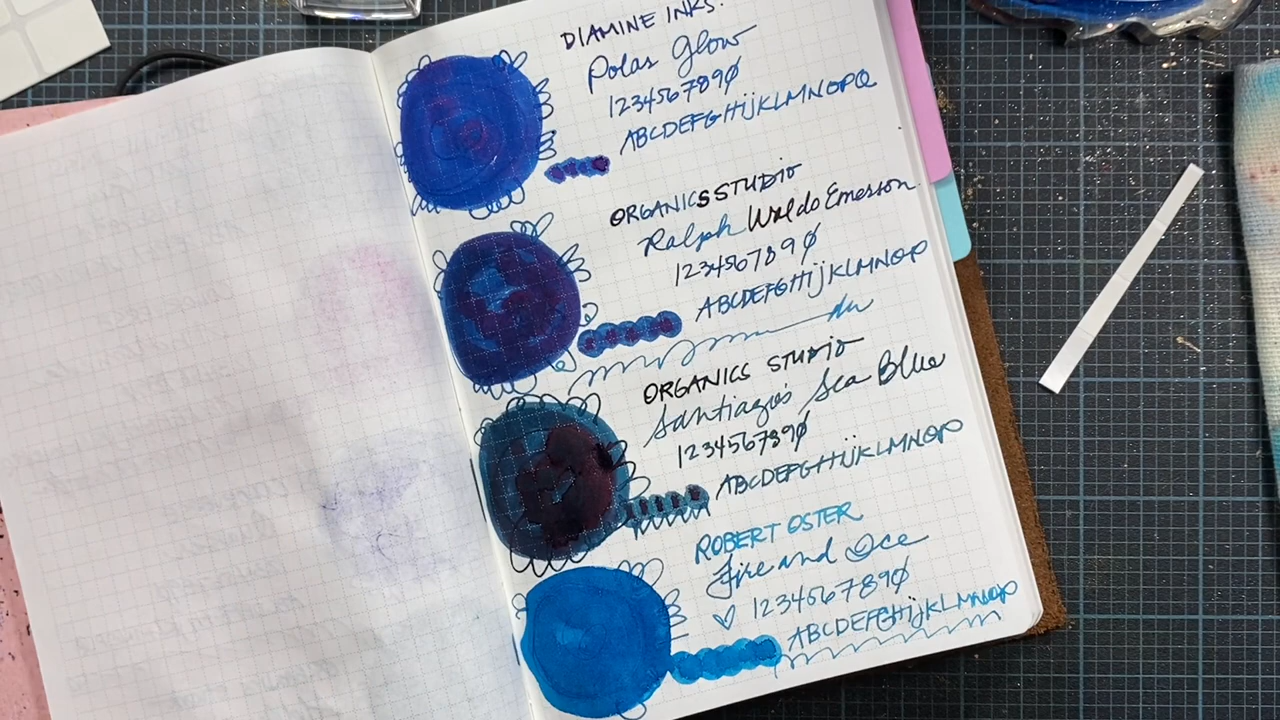 DIAMINE INKS.
Polar Glow
1234567890
ABCDEFGHIJKLMNOPQ
ORGANICS STUDIO
Ralph Waldo Emerson
1234567890
ABCDEFGHIJKLMNOP
ORGANICS STUDIO
Santiago's Sea Blue
1234567890
ABCDEFGHIJKLMNOP
ROBERT OSTER
Fire and Ice
♡ 1234567890
ABCDEFGHIJKLMNOP